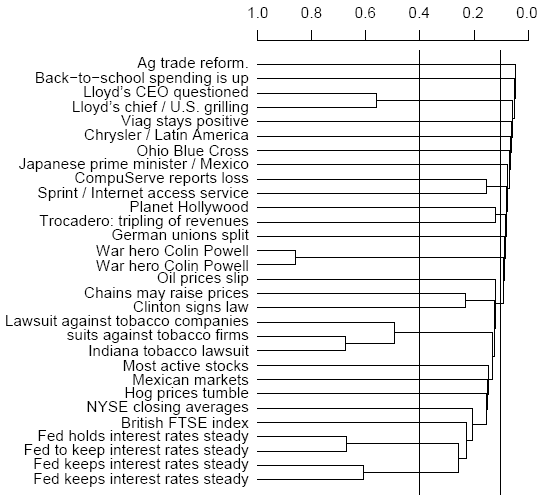 1.0 0.8 0.6 0.4 0.2 0.0
Ag trade reform.
Back−to−school spending is up
Lloyd's CEO questioned
Lloyd's chief / U.S. grilling
Viag stays positive
Chrysler / Latin America
Ohio Blue Cross
Japanese prime minister / Mexico
CompuServe reports loss
Sprint / Internet access service
Planet Hollywood
Trocadero: tripling of revenues
German unions split
War hero Colin Powell
War hero Colin Powell
Oil prices slip
Chains may raise prices
Clinton signs law
Lawsuit against tobacco companies
suits against tobacco firms
Indiana tobacco lawsuit
Most active stocks
Mexican markets
Hog prices tumble
NYSE closing averages
British FTSE index
Fed holds interest rates steady
Fed to keep interest rates steady
Fed keeps interest rates steady
Fed keeps interest rates steady